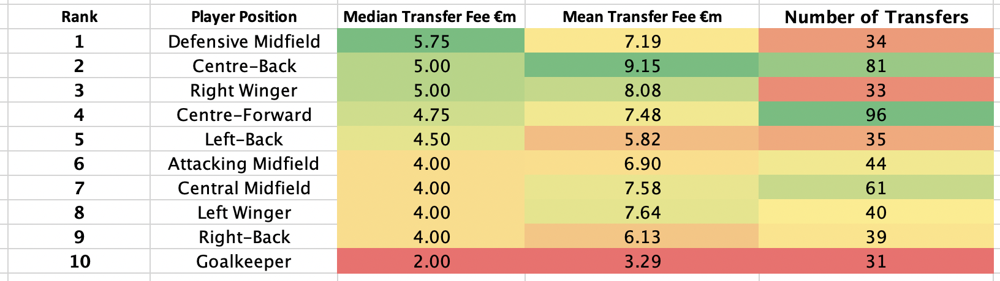 Rank Player Position Median Transfer Fee €m Mean Transfer Fee €m Number of Transfers
1 Defensive Midfield 5.75 7.19 34
2 Centre-Back 5.00 9.15 81
3 Right Winger 5.00 8.08 33
4 Centre-Forward 4.75 7.48 96
5 Left-Back 4.50 5.82 35
6 Attacking Midfield 4.00 6.90 44
7 Central Midfield 4.00 7.58 61
8 Left Winger 4.00 7.64 40
9 Right-Back 4.00 6.13 39
10 Goalkeeper 2.00 3.29 31